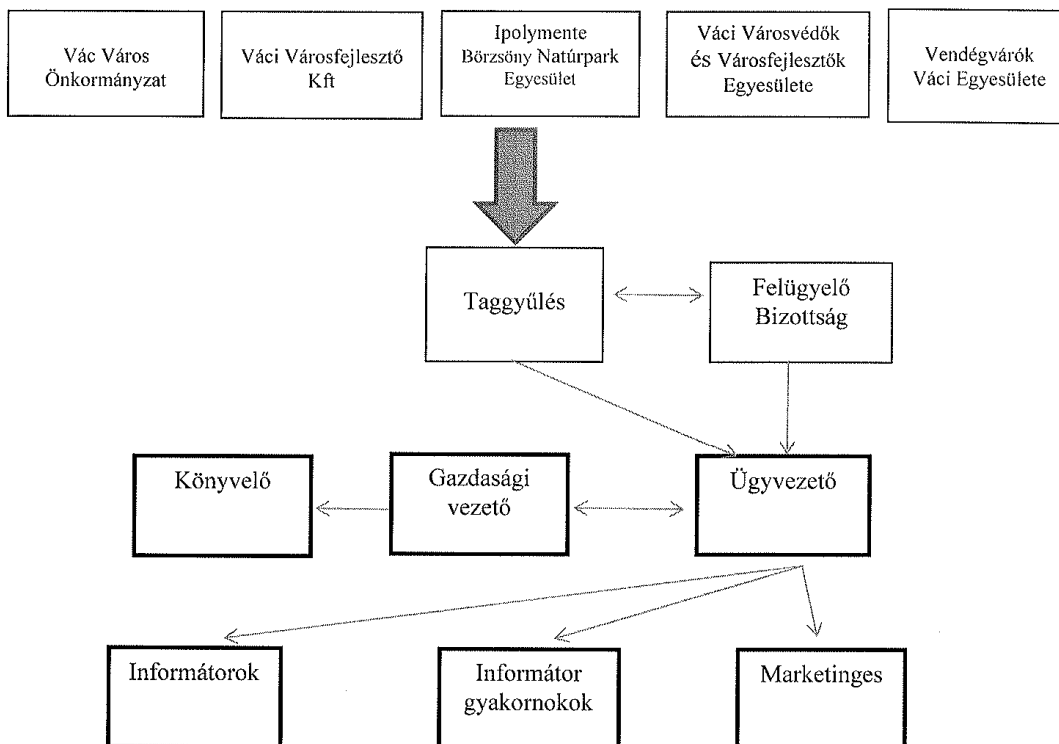 Vác Város
Önkormányzat
Váci Városfejlesztő
Kft
Ipolymente
Börzsöny Natúrpark
Egyesület
Váci Városvédők
és Városfejlesztők
Egyesülete
Vendégvárók
Váci Egyesülete
Taggyűlés
Felügyelő
Bizottság
Könyvelő
Gazdasági
vezető
Ügyvezető
Informátorok
Informátor
gyakornokok
Marketinges